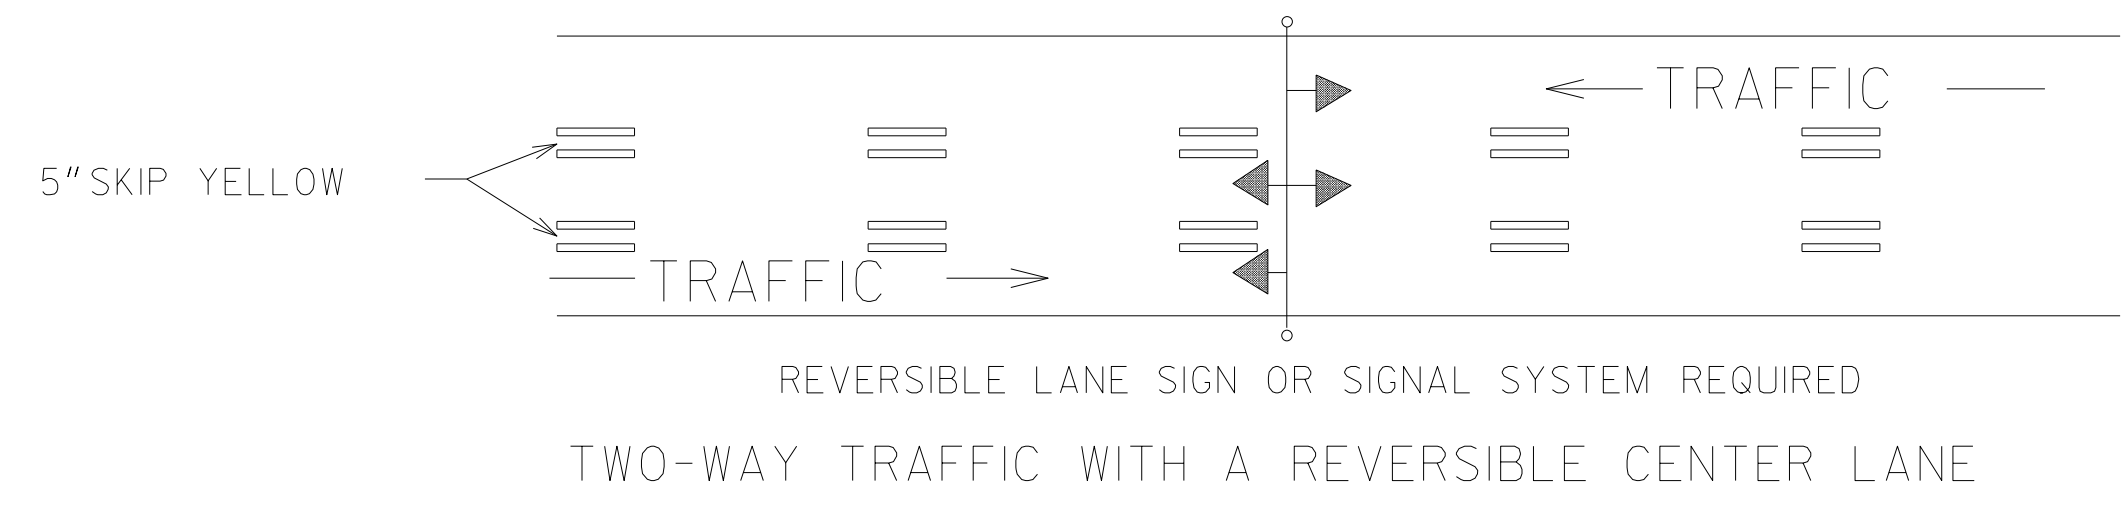 TRAFFIC
5"SKIP YELLOW
TRAFFIC
REVERSIBLE LANE SIGN OR SIGNAL SYSTEM REQUIRED
TWO-WAY TRAFFIC WITH A REVERSIBLE CENTER LANE